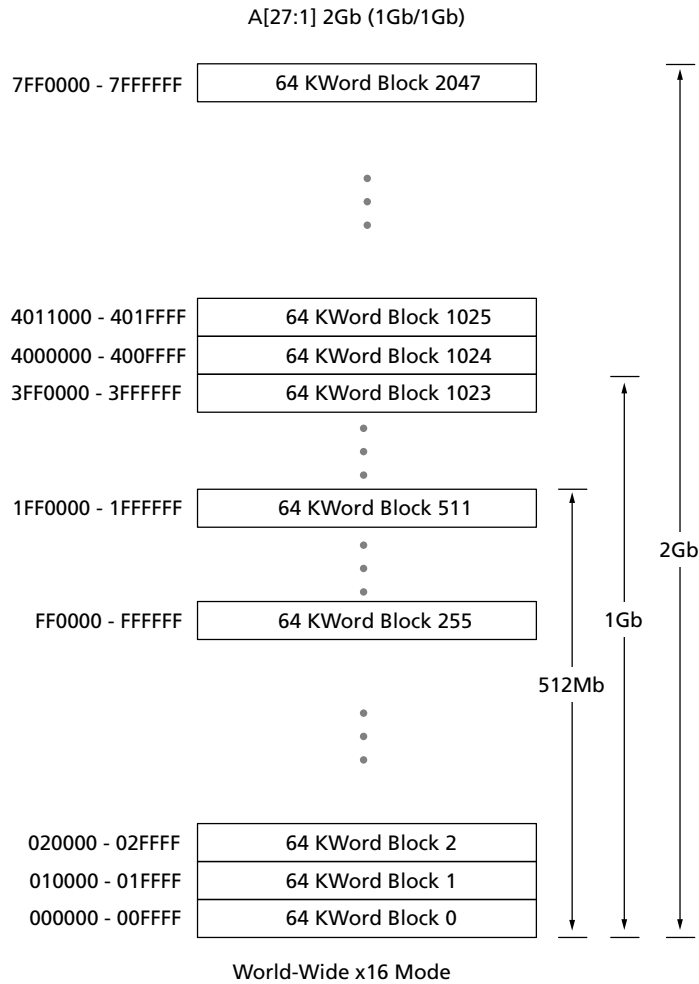 A[27:1] 2Gb (1Gb/1Gb)
7FF0000 - 7FFFFFF 64 KWord Block 2047
4011000 - 401FFFF 64 KWord Block 1025
4000000 - 400FFFF 64 KWord Block 1024
3FF0000 - 3FFFFFF 64 KWord Block 1023
1FF0000 - 1FFFFFF 64 KWord Block 511
2Gb
FF0000 - FFFFFF 64 KWord Block 255
1Gb
512Mb
020000 - 02FFFF 64 KWord Block 2
010000 - 01FFFF 64 KWord Block 1
000000 - 00FFFF 64 KWord Block 0
World-Wide x16 Mode